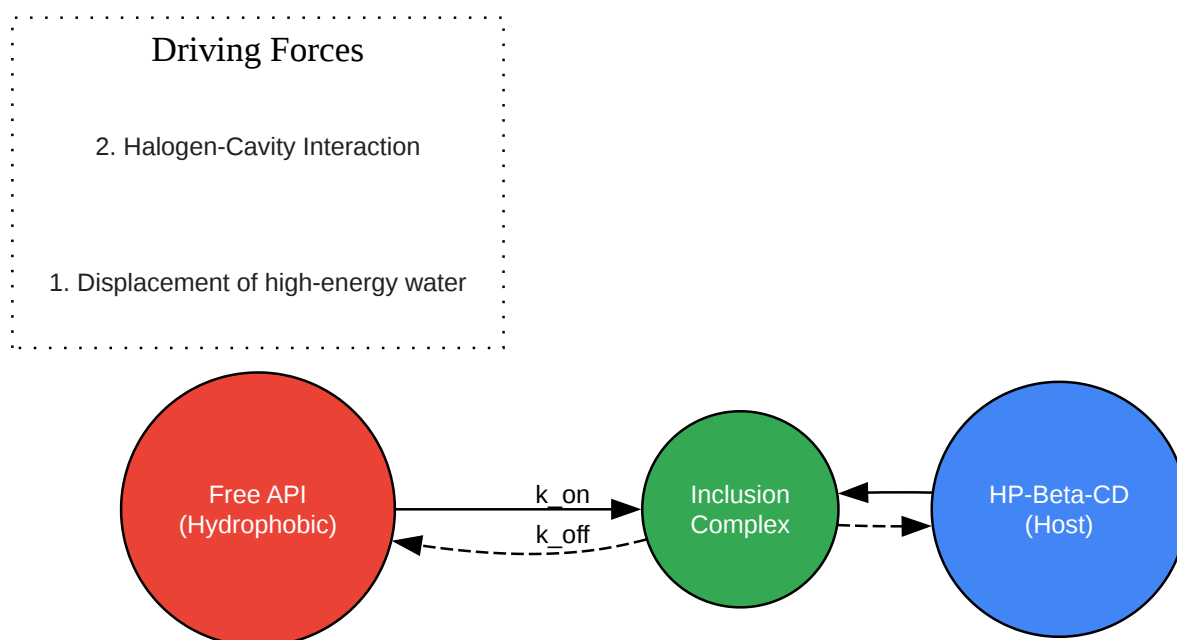 Driving Forces
2. Halogen-Cavity Interaction
1. Displacement of high-energy water
Free API
(Hydrophobic)
k_on
k_off
Inclusion
Complex
HP-Beta-CD
(Host)